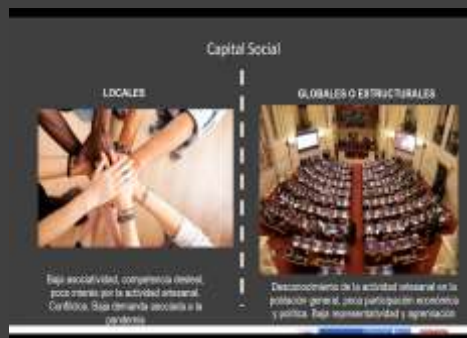 Capital Social
LOCALES
GLOBALES O ESTRUCTURALES
Baja asociatividad, competencia desleal,
poco interés por la actividad artesanal.
Conflictos. Baja demanda asociada a la
pandemia
Desconocimiento de la actividad artesanal en la
población general, poca participación económica
y política. Baja representatividad y agremiación